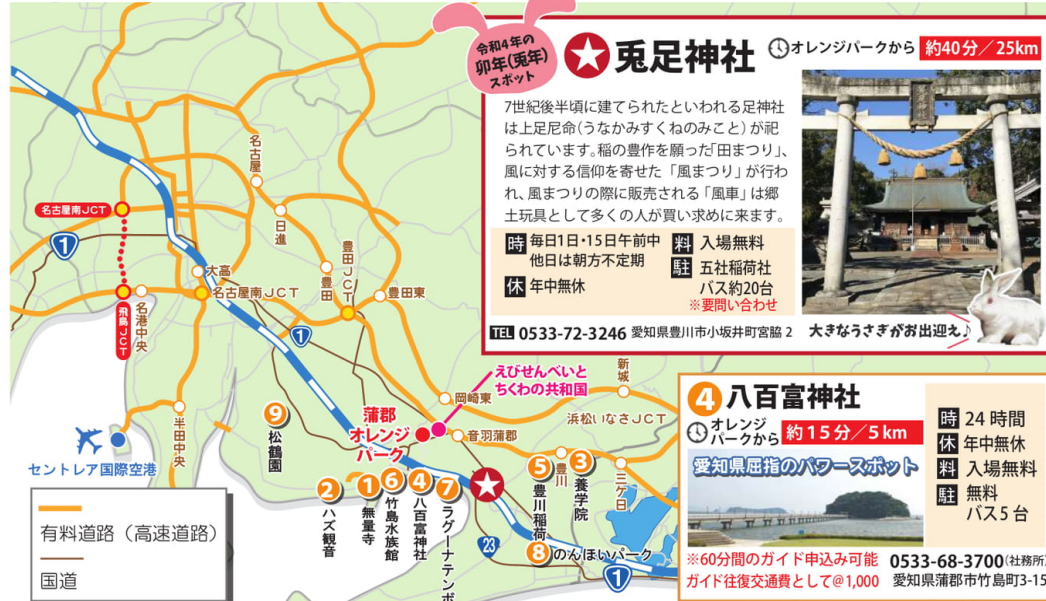 令和4年の
卯年(兎年)
スポット
兎足神社
オレンジパークから 約40分／25km
7世紀後半頃に建てられたといわれる足神社
は上足尼命(うなかみすくねのみこと)が祀
られています。稲の豊作を願った「田まつり」、
風に対する信仰を寄せた「風まつり」が行わ
れ、風まつりの際に販売される「風車」は郷
土玩具として多くの人が買い求めに来ます。
時 毎日1日・15日午前中
他日は朝方不定期
休 年中無休
料 入場無料
駐 五社稲荷社
バス約20台
※要問い合わせ
TEL 0533-72-3246 愛知県豊川市小坂井町宮脇 2
大きなうさぎがお出迎え♪
名古屋
日進
名古屋南JCT
1
大高
名古屋南JCT
飛島JCT
名港中央
豊田JCT
豊田
豊田東
1
えびせんべいと
ちくわの共和国
岡崎東
新城
浜松いなさJCT
蒲郡
オレンジ
パーク
音羽蒲郡
半田中央
セントレア国際空港
9
松鶴園
2
ハズ観音
1
無量寺
6
竹島水族館
4
八百富神社
7
ラグーナテンボ
23
5
豊川稲荷
豊川
3
養学院
三ケ日
8 のんほいパーク
1
有料道路（高速道路）
国道
4 八百富神社
オレンジ
パークから 約15分／5km
愛知県屈指のパワースポット
時 24時間
休 年中無休
料 入場無料
駐 無料
バス5台
※60分間のガイド申込み可能
ガイド往復交通費として@1,000
0533-68-3700(社務所)
愛知県蒲郡市竹島町3-15